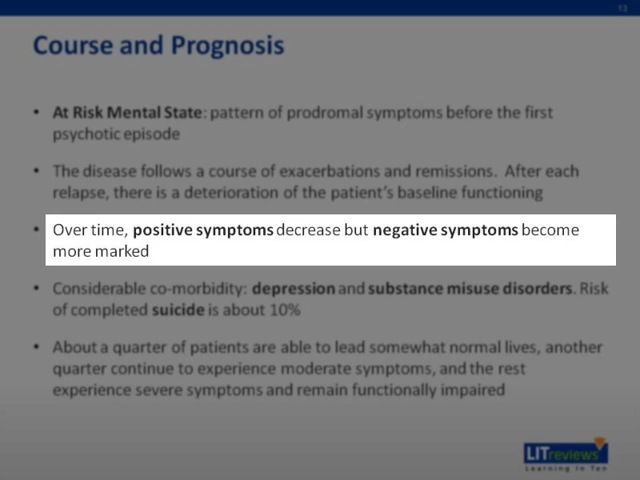 13
Course and Prognosis
• At Risk Mental State: pattern of prodromal symptoms before the first
psychotic episode
• The disease follows a course of exacerbations and remissions. After each
relapse, there is a deterioration of the patient's baseline functioning
• Over time, positive symptoms decrease but negative symptoms become
more marked
• Considerable co-morbidity: depression and substance misuse disorders. Risk
of completed suicide is about 10%
• About a quarter of patients are able to lead somewhat normal lives, another
quarter continue to experience moderate symptoms, and the rest
experience severe symptoms and remain functionally impaired
LITreviews
Learning in Ten